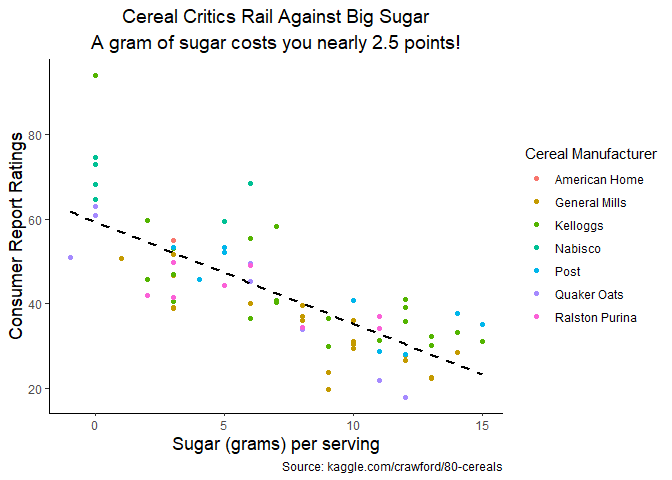 Cereal Critics Rail Against Big Sugar
A gram of sugar costs you nearly 2.5 points!
Consumer Report Ratings
80
60
40
20
0
5
10
15
Sugar (grams) per serving
Cereal Manufacturer
American Home
General Mills
Kelloggs
Nabisco
Post
Quaker Oats
Ralston Purina
Source: kaggle.com/crawford/80-cereals